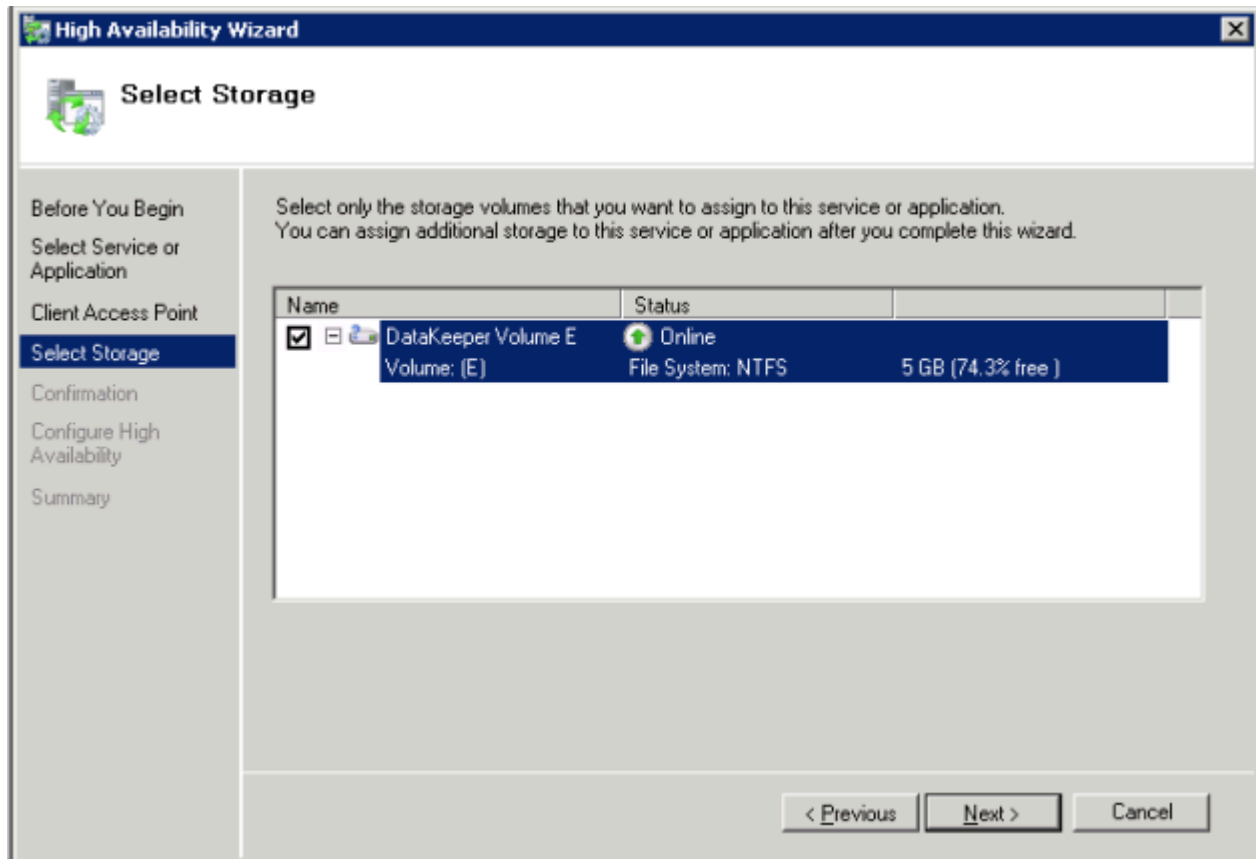 High Availability Wizard
Select Storage
Before You Begin
Select Service or
Application
Client Access Point
Select Storage
Confirmation
Configure High
Availability
Summary
Select only the storage volumes that you want to assign to this service or application.
You can assign additional storage to this service or application after you complete this wizard.
Name Status
DataKeeper Volume E Online
Volume: (E) File System: NTFS 5 GB (74.3% free )
< Previous Next > Cancel